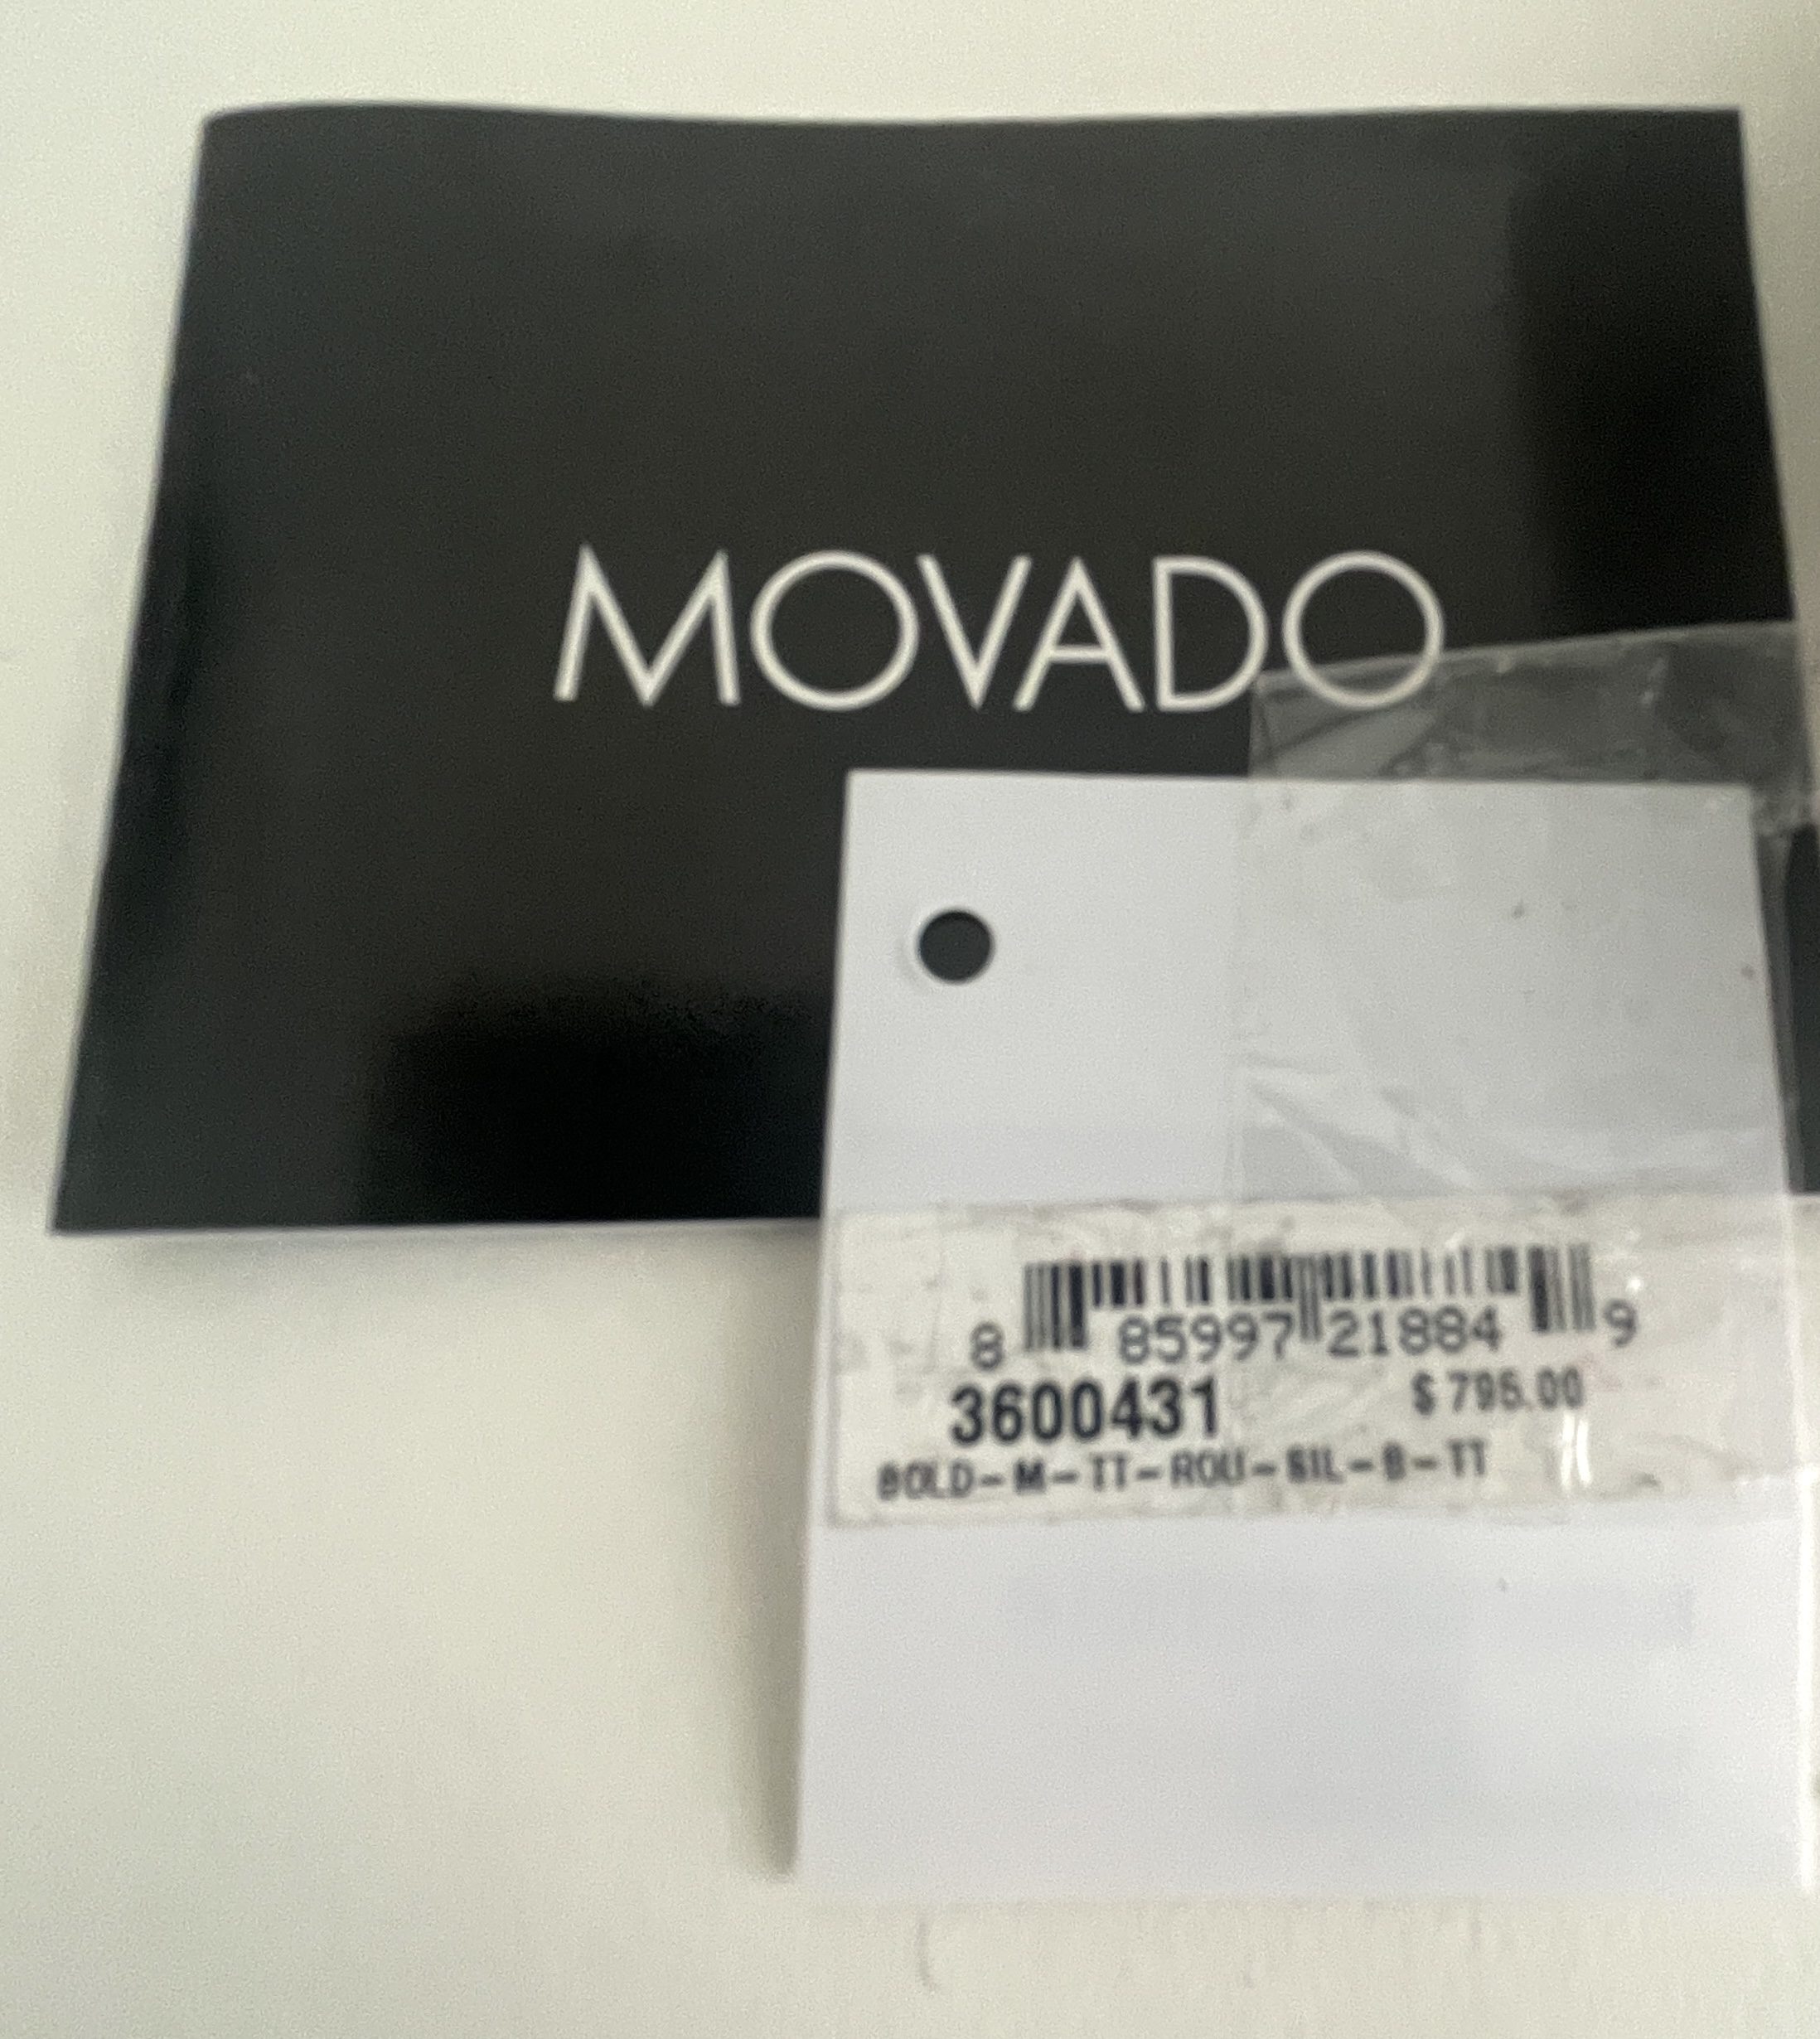 MOVADO
8 85997 21884 9
3600431 $ 795.00
BOLD-M-TT-ROU-SIL-B-TT